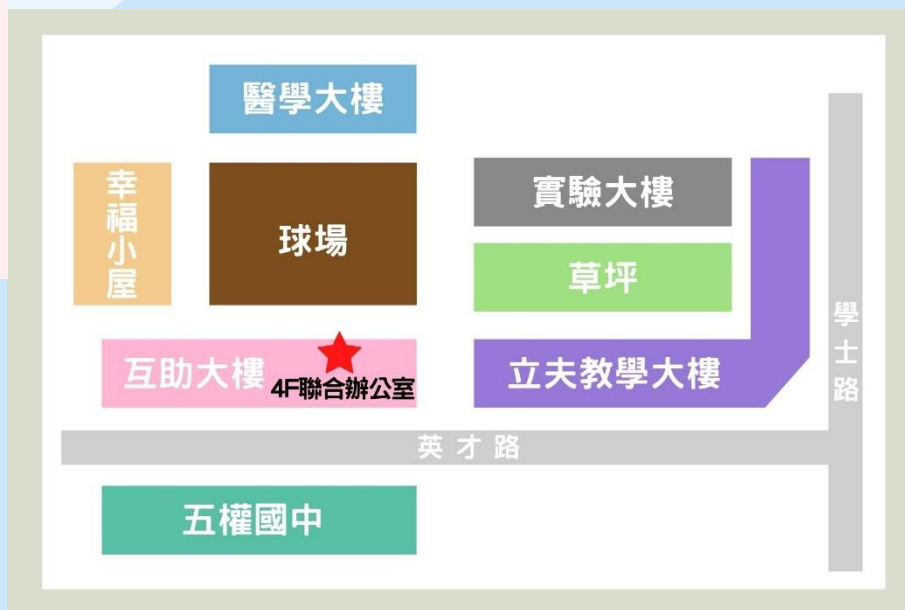 醫學大樓
幸福小屋
球場
實驗大樓
草坪
互助大樓
4F聯合辦公室
立夫教學大樓
學士路
英才路
五權國中